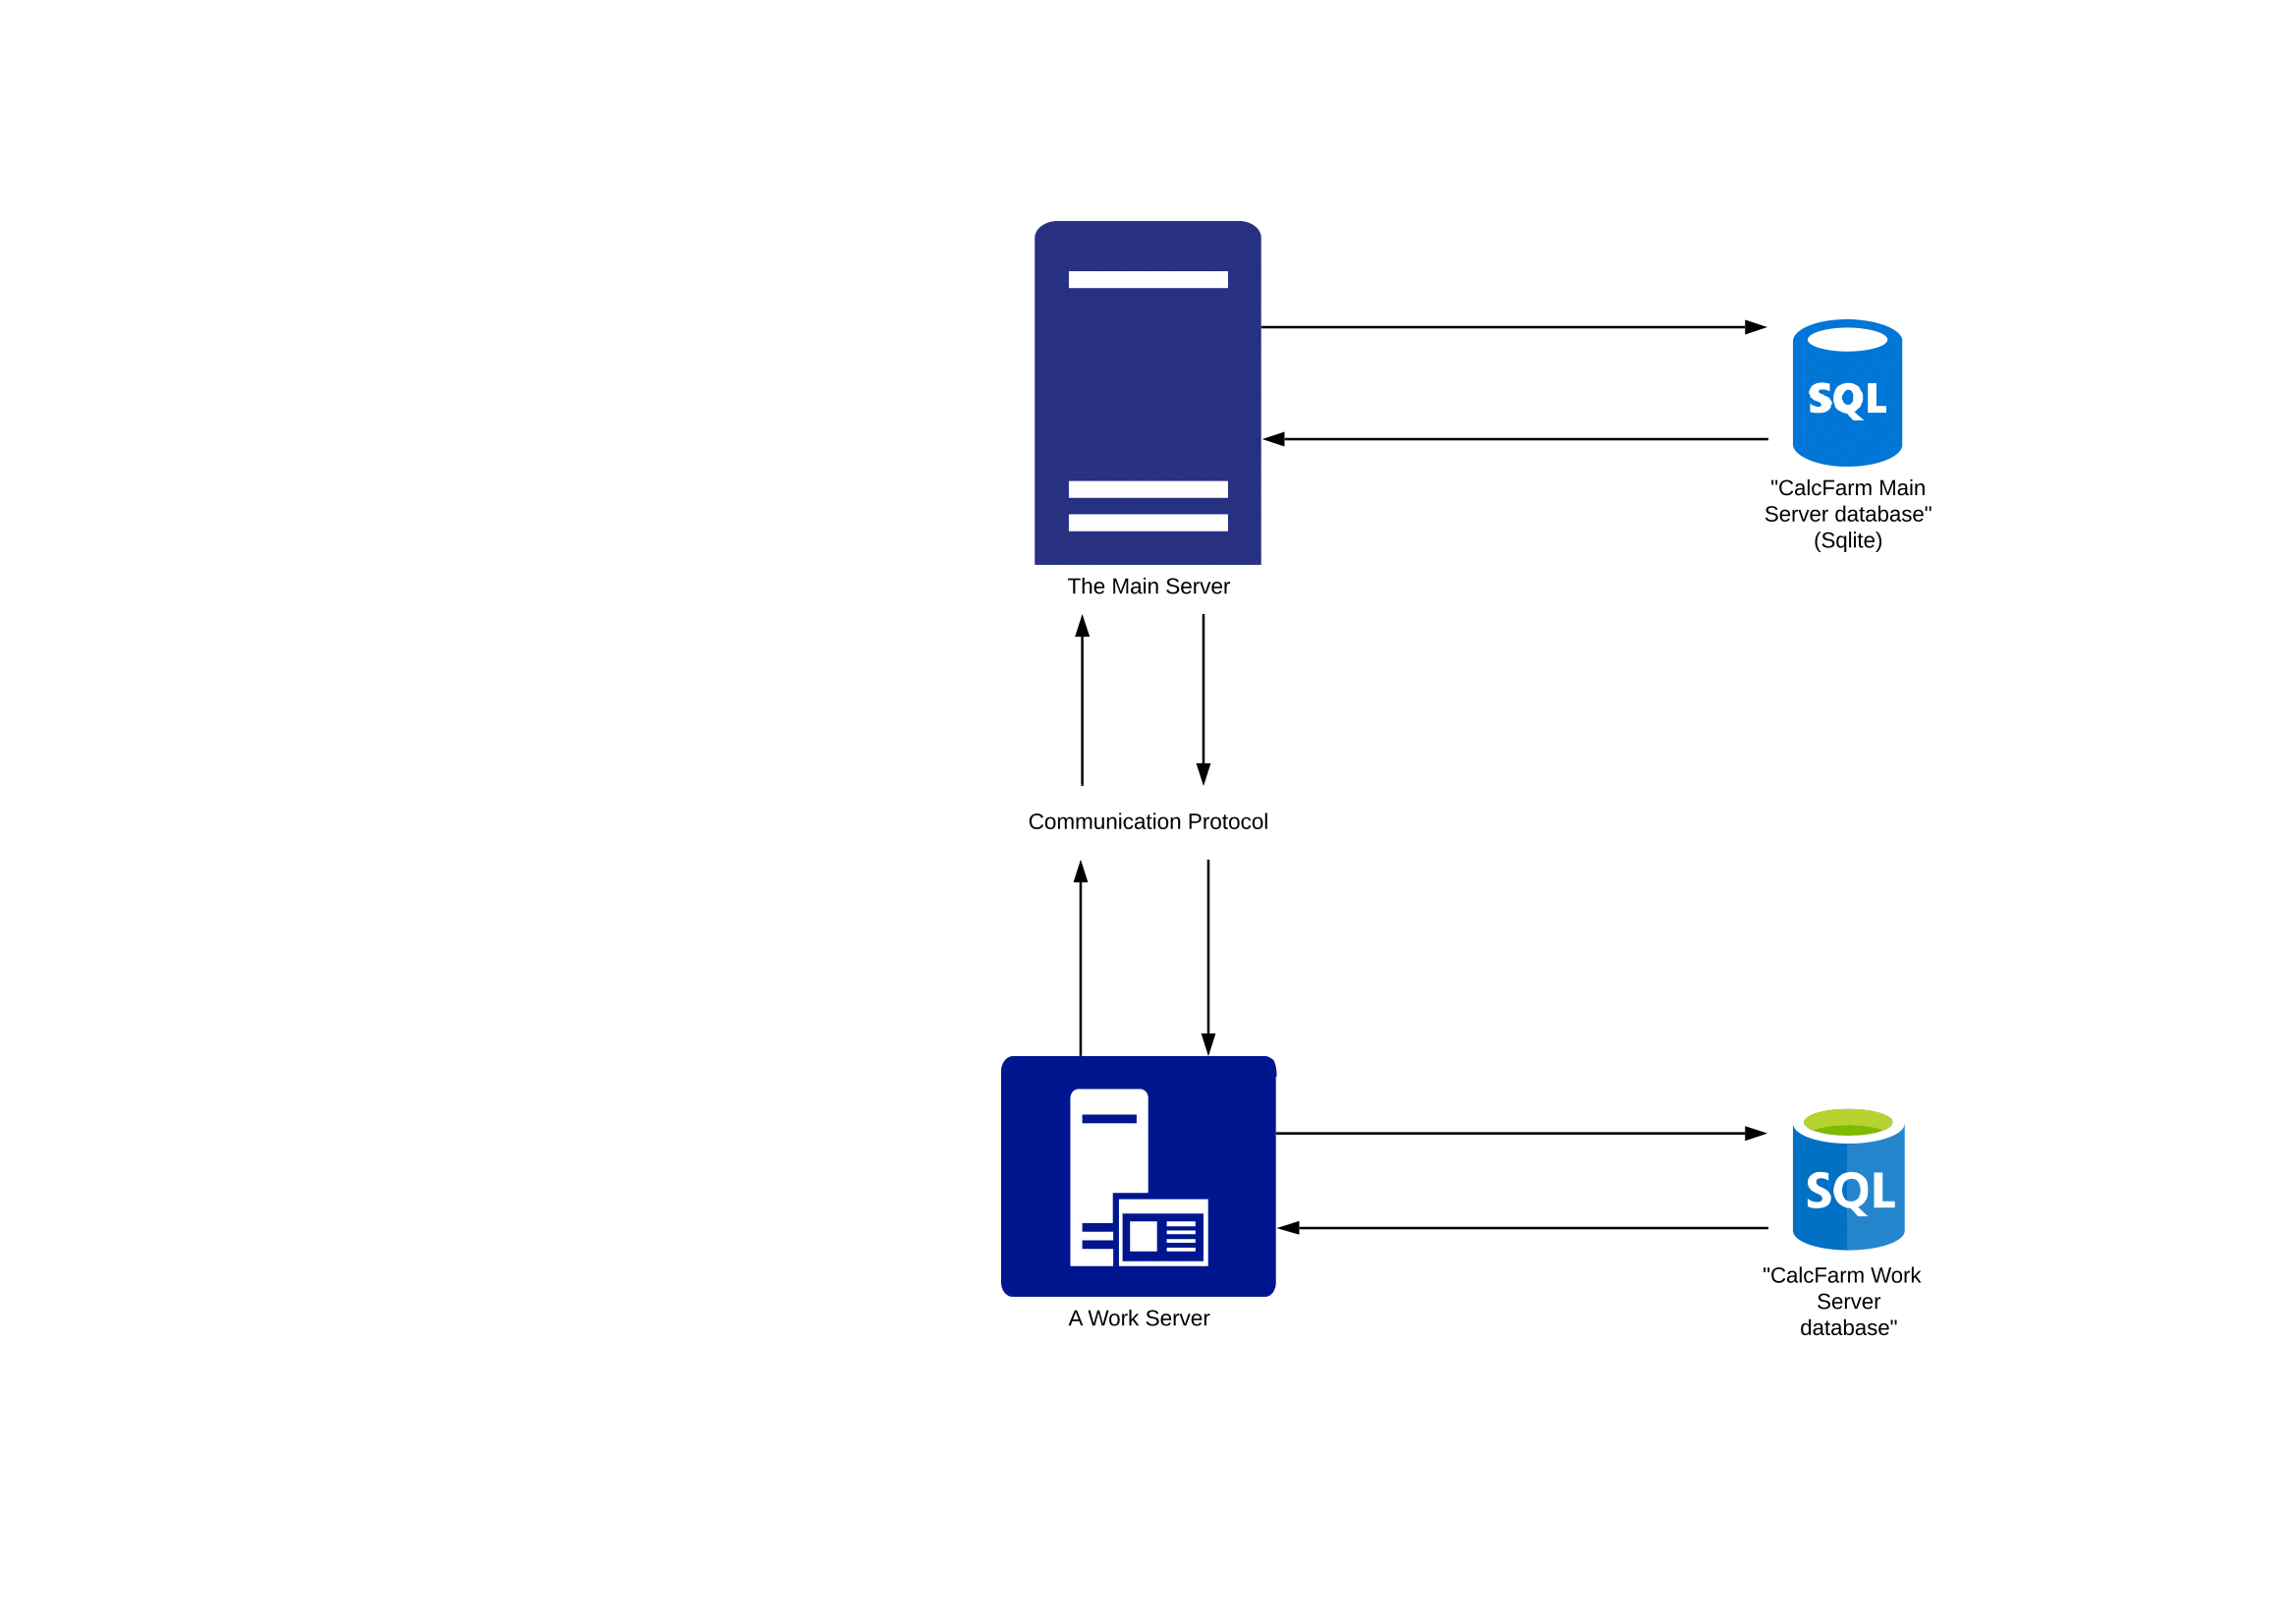 SQL
"CalcFarm Main
Server database"
(Sqlite)
The Main Server
Communication Protocol
SQL
"CalcFarm Work
Server
database"
A Work Server